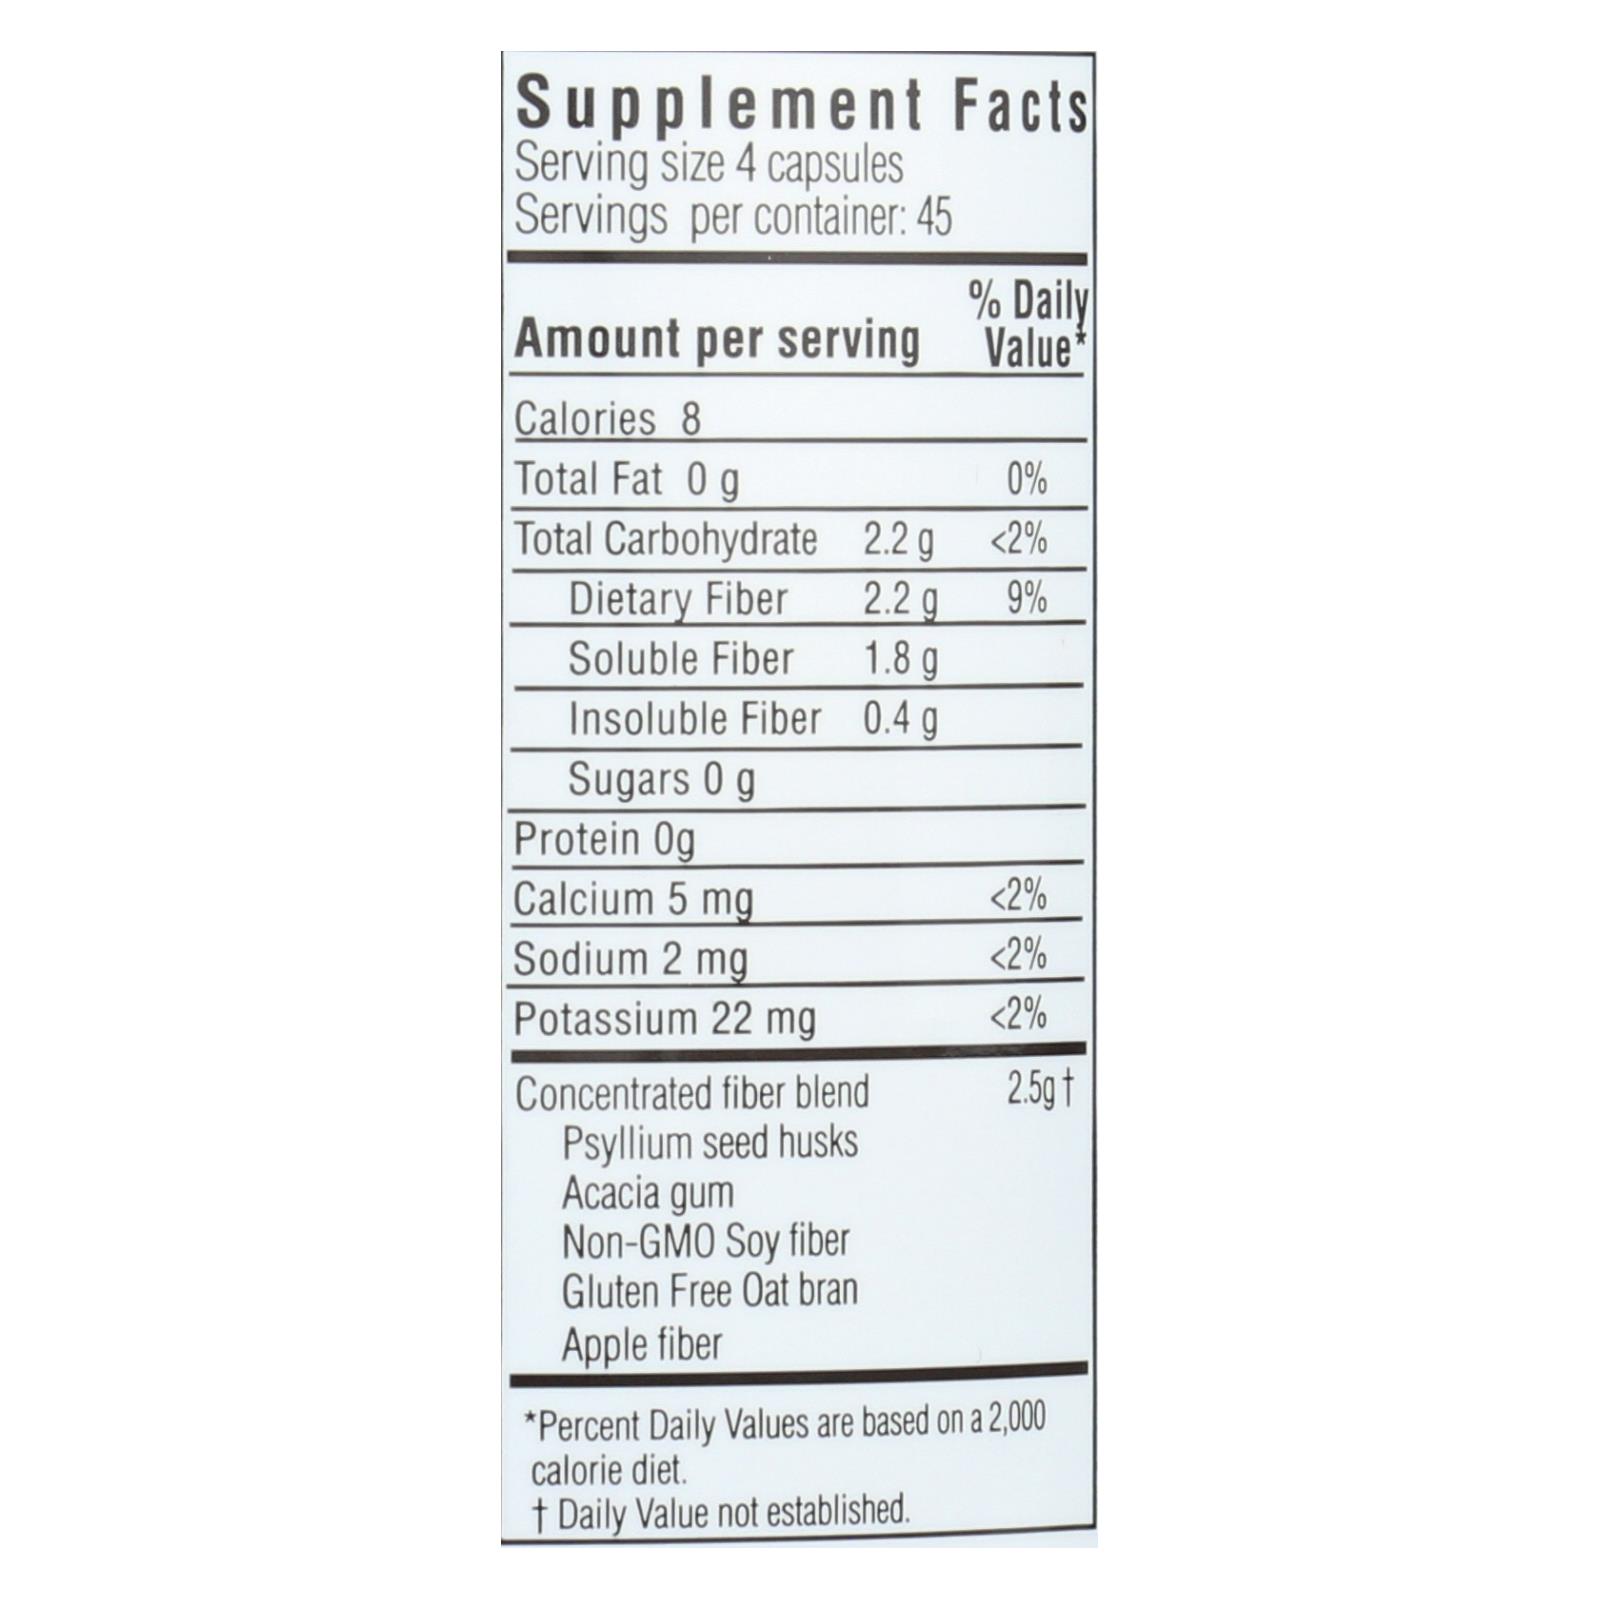 Supplement Facts
Serving size 4 capsules
Servings per container: 45
% Daily
Amount per serving Value*
Calories 8
Total Fat 0 g 0%
Total Carbohydrate 2.2 g <2%
Dietary Fiber 2.2 g 9%
Soluble Fiber 1.8 g
Insoluble Fiber 0.4 g
Sugars 0 g
Protein 0g
Calcium 5 mg <2%
Sodium 2 mg <2%
Potassium 22 mg <2%
Concentrated fiber blend 2.5g †
Psyllium seed husks
Acacia gum
Non-GMO Soy fiber
Gluten Free Oat bran
Apple fiber
*Percent Daily Values are based on a 2,000
calorie diet.
† Daily Value not established.